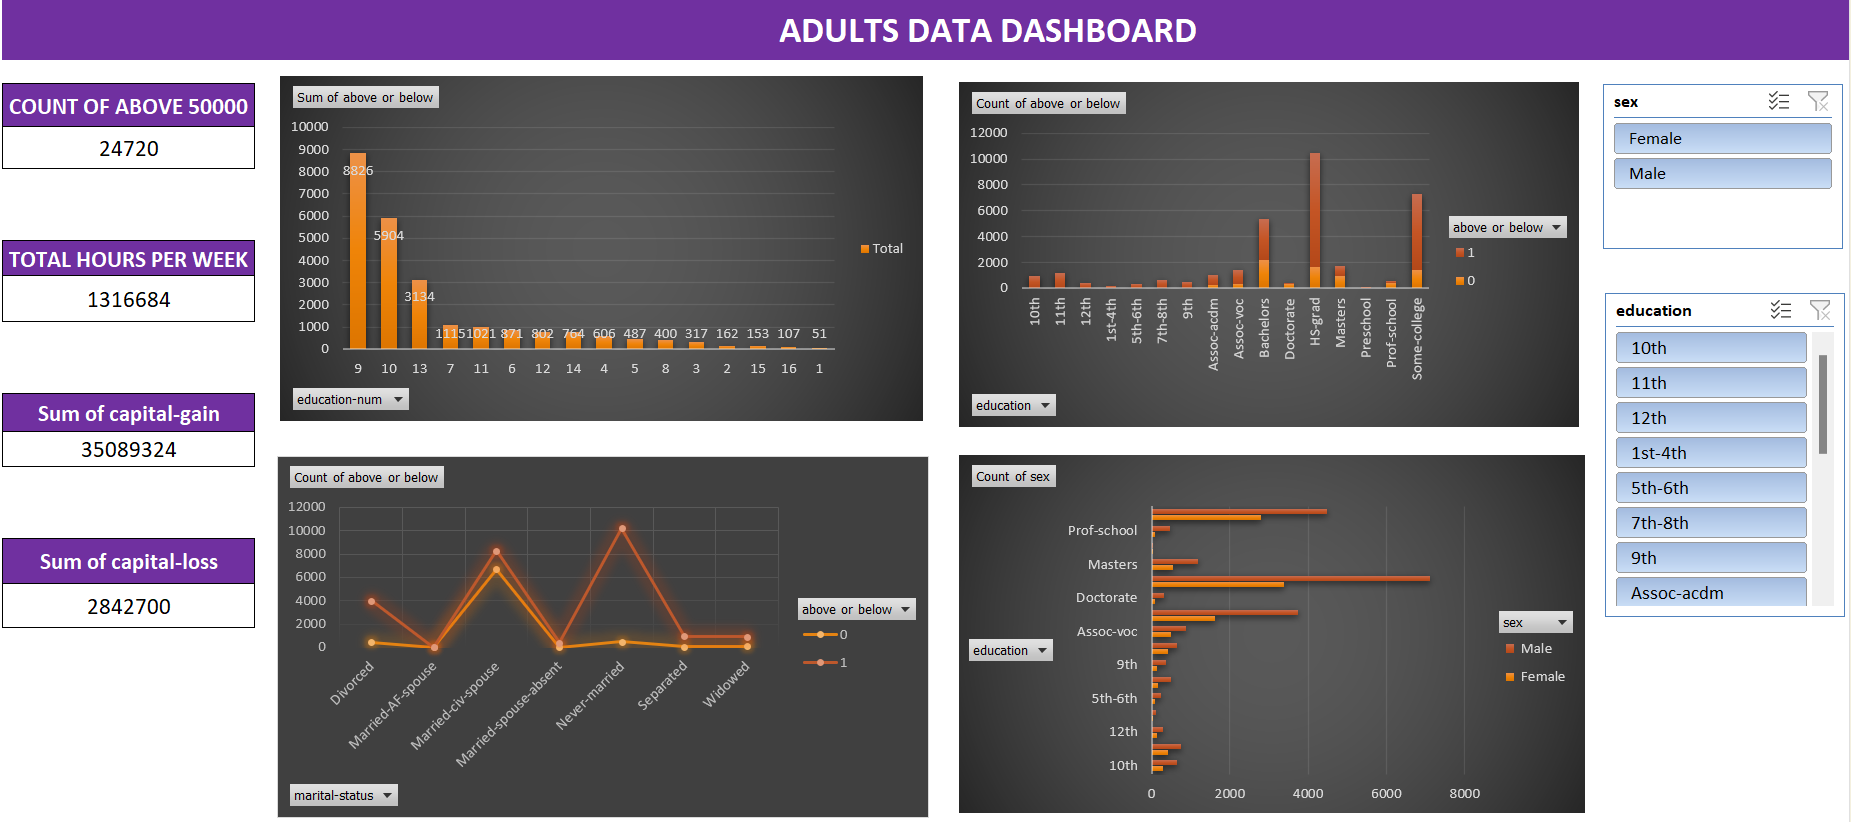 ADULTS DATA DASHBOARD
COUNT OF ABOVE 50000
24720
TOTAL HOURS PER WEEK
1316684
Sum of capital-gain
35089324
Sum of capital-loss
2842700
Sum of above or below
10000
9000
8000
7000
6000
5000
4000
3000
2000
1000
0
8826
5904
3134
1115 1021 871 802 764 606 487 400 317 162 153 107 51
9 10 13 7 11 6 12 14 4 5 8 3 2 15 16 1
Total
education-num
Count of above or below
12000
10000
8000
6000
4000
2000
0
10th
11th
12th
1st-4th
5th-6th
7th-8th
9th
Assoc-acdm
Assoc-voc
Bachelors
Doctorate
HS-grad
Masters
Preschool
Prof-school
Some-college
above or below
1
0
education
Count of above or below
12000
10000
8000
6000
4000
2000
0
Divorced
Married-AF-spouse
Married-civ-spouse
Married-spouse-absent
Never-married
Separated
Widowed
above or below
0
1
marital-status
Count of sex
Prof-school
Masters
Doctorate
Assoc-voc
9th
5th-6th
12th
10th
0 2000 4000 6000 8000
education
sex
Male
Female
sex
Female
Male
education
10th
11th
12th
1st-4th
5th-6th
7th-8th
9th
Assoc-acdm